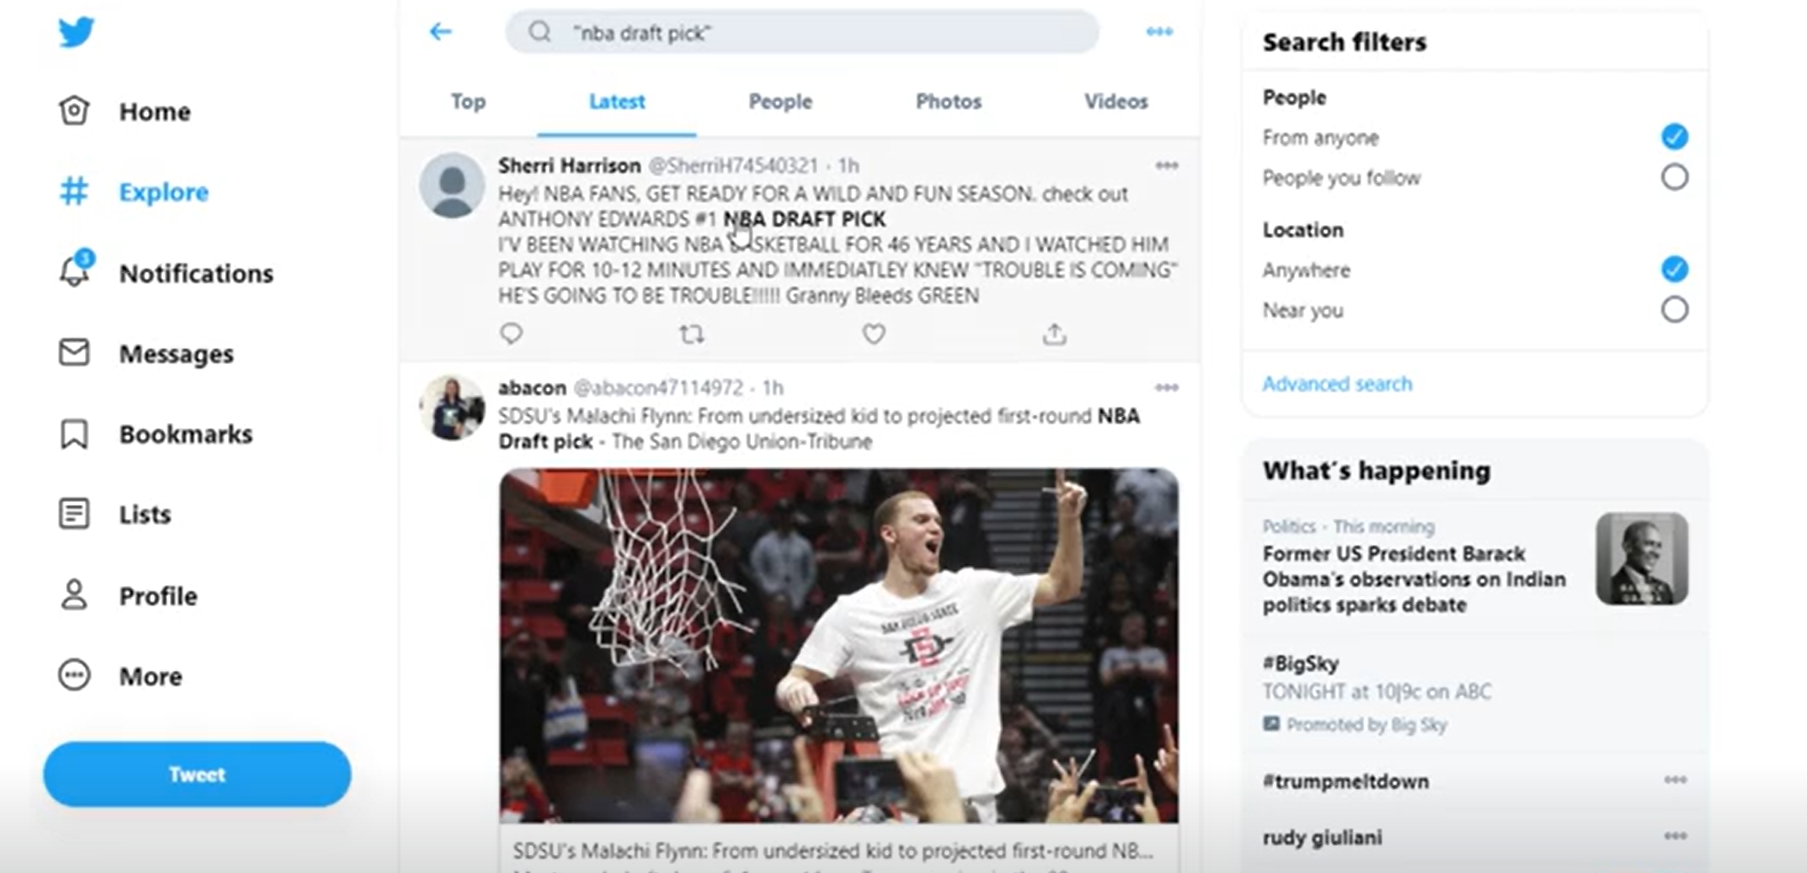 "nba draft pick"
Home
Explore
3
Notifications
Messages
Bookmarks
Lists
Profile
More
Tweet
Top
Latest
People
Photos
Videos
Sherri Harrison @SherriH74540321 · 1h
Hey! NBA FANS, GET READY FOR A WILD AND FUN SEASON. check out
ANTHONY EDWARDS #1 NBA DRAFT PICK
I'V BEEN WATCHING NBA BASKETBALL FOR 46 YEARS AND I WATCHED HIM
PLAY FOR 10-12 MINUTES AND IMMEDIATLEY KNEW "TROUBLE IS COMING"
HE'S GOING TO BE TROUBLE!!!!! Granny Bleeds GREEN
abacon @abacon47114972 · 1h
SDSU's Malachi Flynn: From undersized kid to projected first-round NBA
Draft pick - The San Diego Union-Tribune
SAN DIEGO STATE
SDSU's Malachi Flynn: From undersized kid to projected first-round NB...
Search filters
People
From anyone
People you follow
Location
Anywhere
Near you
Advanced search
What's happening
Politics · This morning
Former US President Barack
Obama's observations on Indian
politics sparks debate
#BigSky
TONIGHT at 10|9c on ABC
Promoted by Big Sky
#trumpmeltdown
rudy giuliani